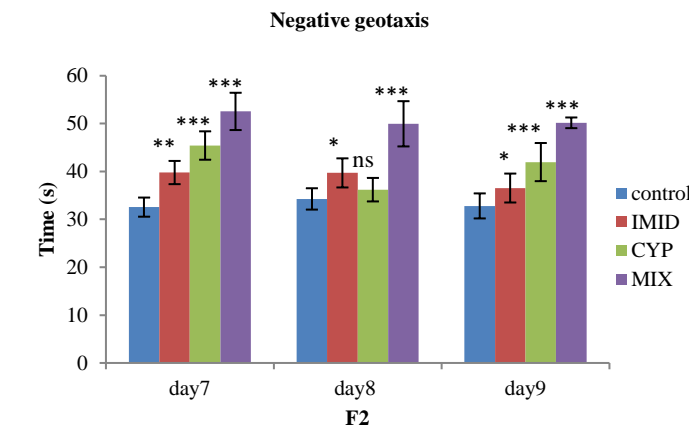 Negative geotaxis
Time (s)
60
50
40
30
20
10
0
** *** ***
* ns ***
* *** ***
day7 day8 day9
F2
control
IMID
CYP
MIX